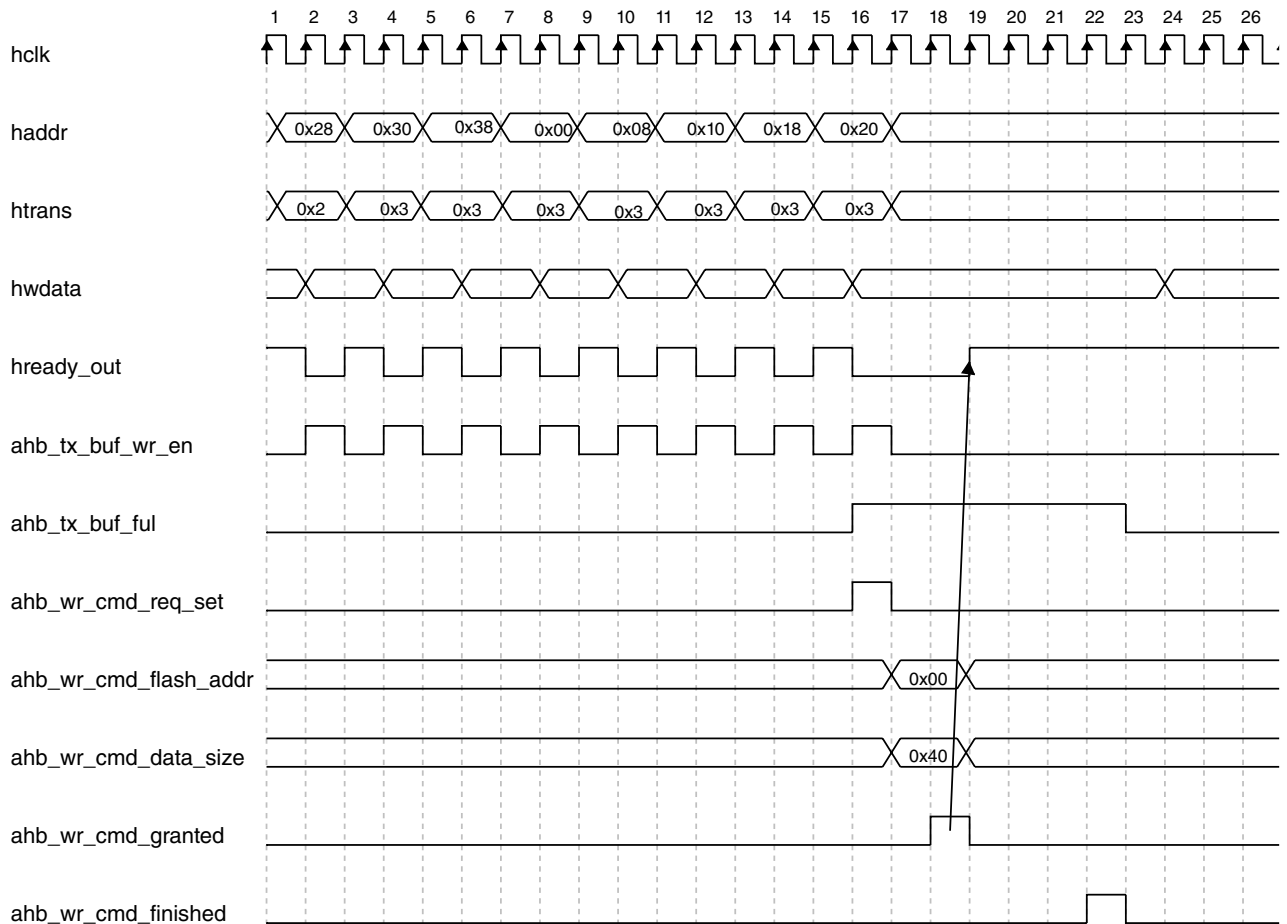 1 2 3 4 5 6 7 8 9 10 11 12 13 14 15 16 17 18 19 20 21 22 23 24 25 26
hclk
haddr 0x28 0x30 0x38 0x00 0x08 0x10 0x18 0x20
htrans 0x2 0x3 0x3 0x3 0x3 0x3 0x3 0x3
hwdata
hready_out
ahb_tx_buf_wr_en
ahb_tx_buf_ful
ahb_wr_cmd_req_set
ahb_wr_cmd_flash_addr 0x00
ahb_wr_cmd_data_size 0x40
ahb_wr_cmd_granted
ahb_wr_cmd_finished